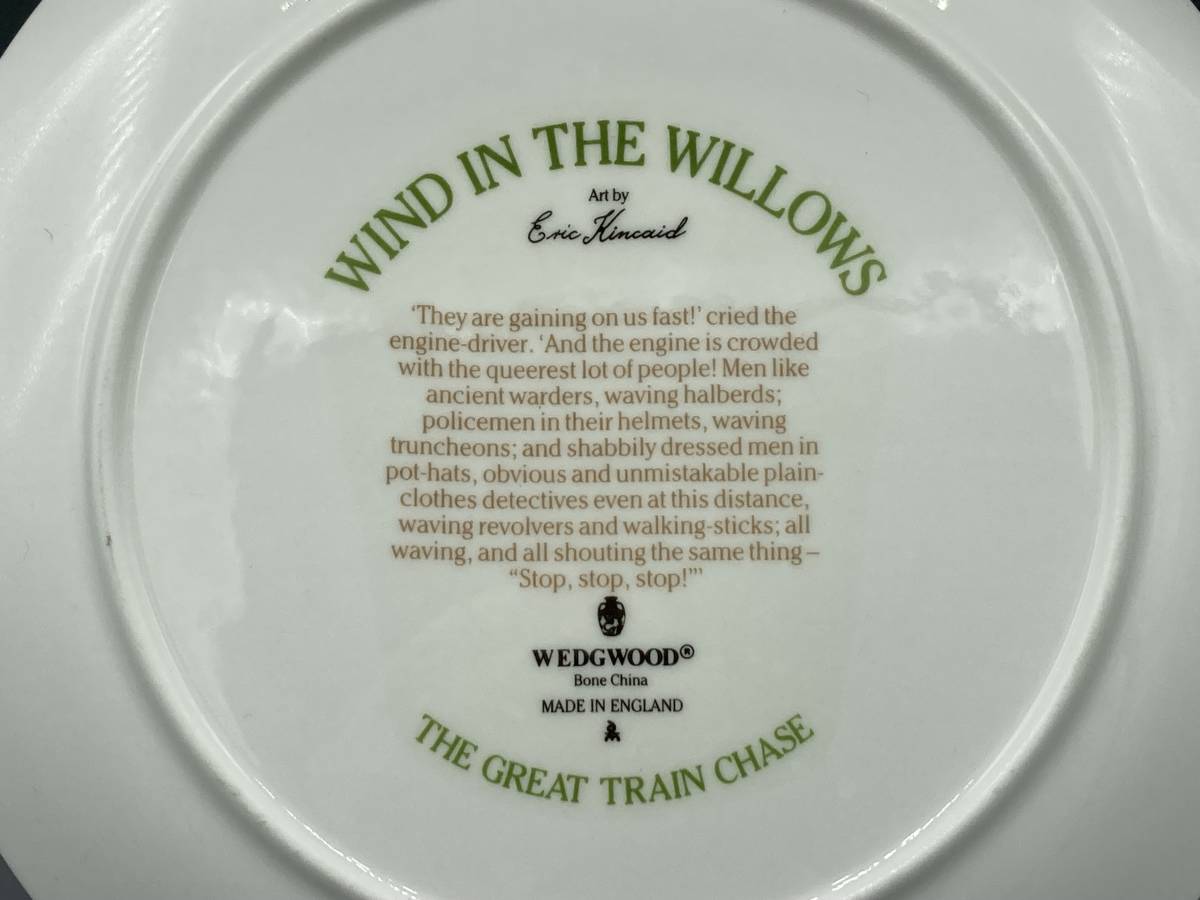 WIND IN THE WILLOWS
Art by
Eric Kincaid
‘They are gaining on us fast!’ cried the
engine-driver. ‘And the engine is crowded
with the queerest lot of people! Men like
ancient warders, waving halberds;
policemen in their helmets, waving
truncheons; and shabbily dressed men in
pot-hats, obvious and unmistakable plain-
clothes detectives even at this distance,
waving revolvers and walking-sticks; all
waving, and all shouting the same thing –
“Stop, stop, stop!”’
WEDGWOOD®
Bone China
MADE IN ENGLAND
THE GREAT TRAIN CHASE